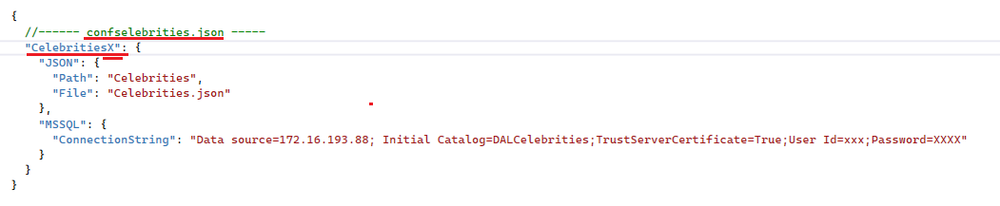 {
//------ confselebrities.json -----
"CelebritiesX": {
"JSON": {
"Path": "Celebrities",
"File": "Celebrities.json"
},
"MSSQL": {
"ConnectionString": "Data source=172.16.193.88; Initial Catalog=DALCelebrities;TrustServerCertificate=True;User Id=xxx;Password=XXXX"
}
}
}